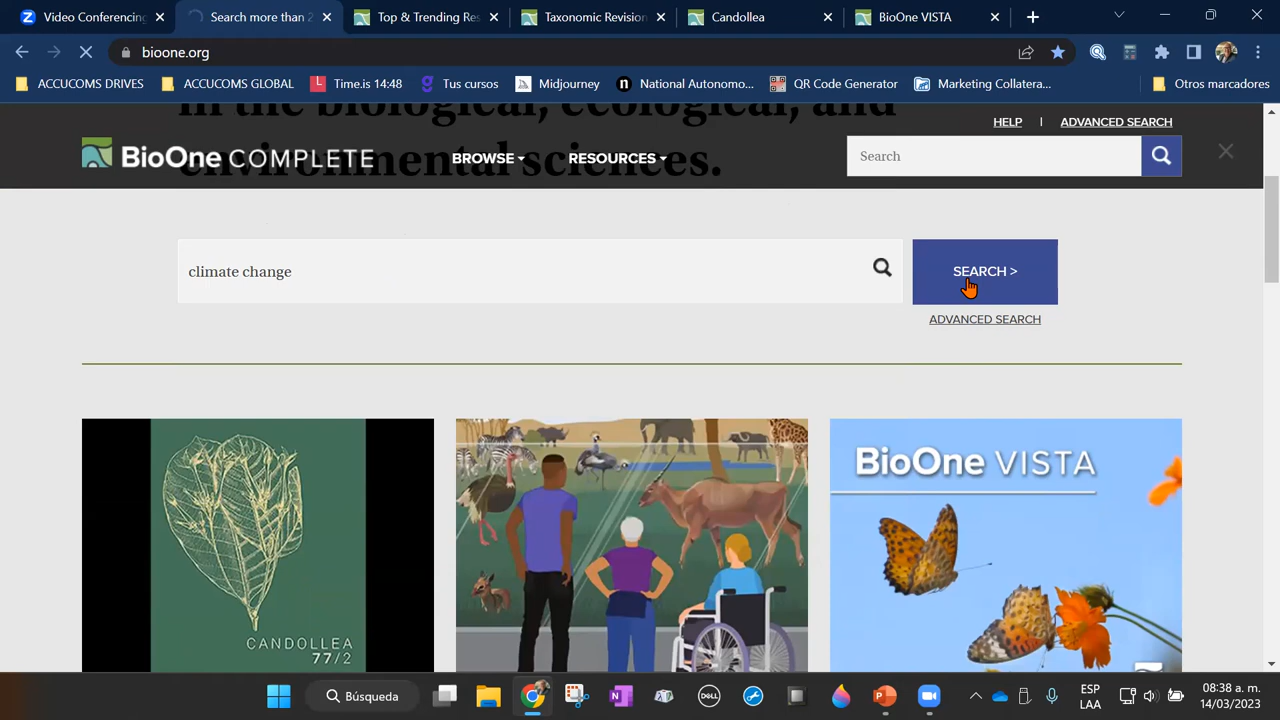 Video Conferencing
Search more than 2
Top & Trending Res
Taxonomic Revision
Candollea
BioOne VISTA
bioone.org
ACCUCOMS DRIVES
ACCUCOMS GLOBAL
Time.is 14:48
Tus cursos
Midjourney
National Autonomo...
QR Code Generator
Marketing Collatera...
Otros marcadores
in the biological, ecological, and
HELP | ADVANCED SEARCH
BioOne COMPLETE
BROWSE
RESOURCES
Search
environmental sciences.
climate change
SEARCH >
ADVANCED SEARCH
BioOne VISTA
CANDOLLEA
77/2
Búsqueda
DELL
ESP
LAA
08:38 a. m.
14/03/2023